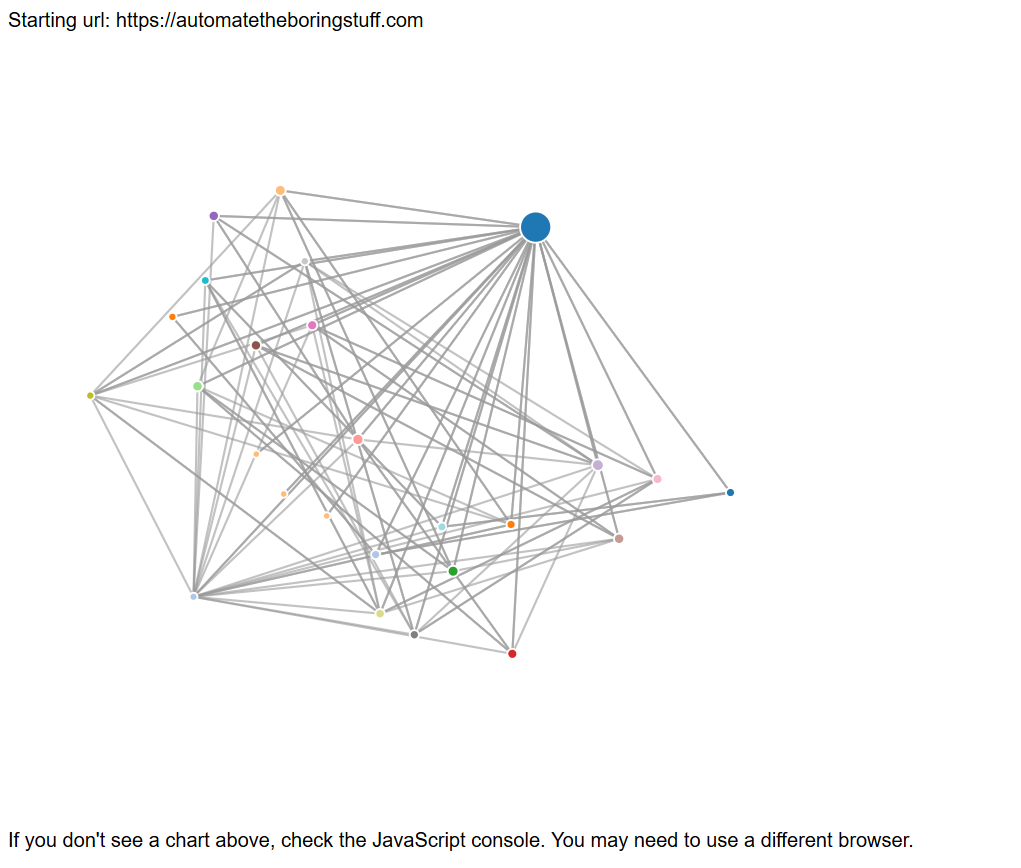 Starting url: https://automatetheboringstuff.com
If you don't see a chart above, check the JavaScript console. You may need to use a different browser.